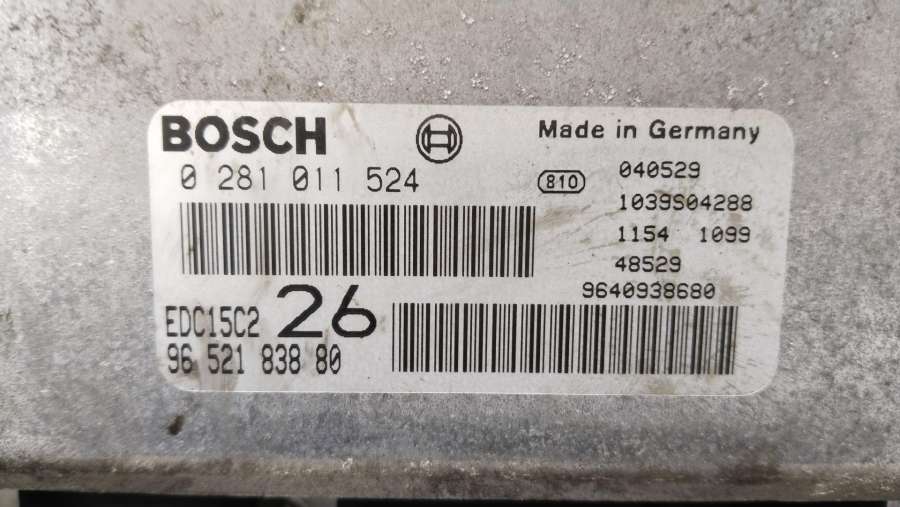 BOSCH
Made in Germany
0 281 011 524
810
040529
1039S04288
1154 1099
48529
9640938680
EDC15C2 26
96 521 838 80